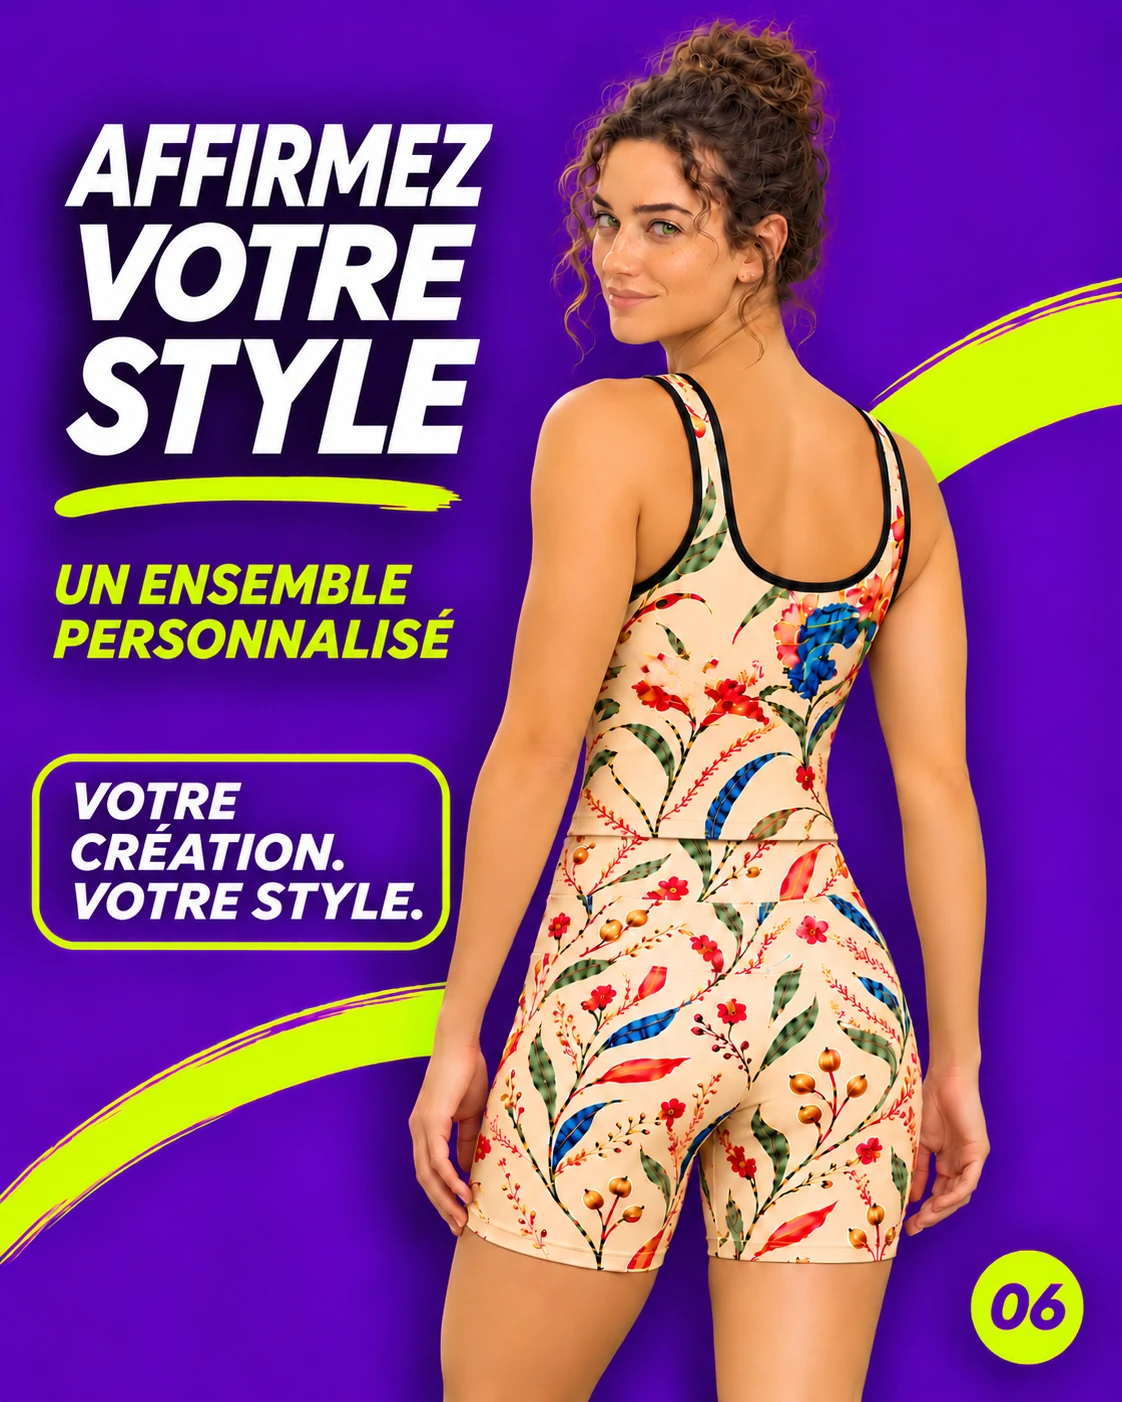 AFFIRMEZ
VOTRE
STYLE
UN ENSEMBLE
PERSONNALISÉ
VOTRE
CRÉATION.
VOTRE STYLE.
06